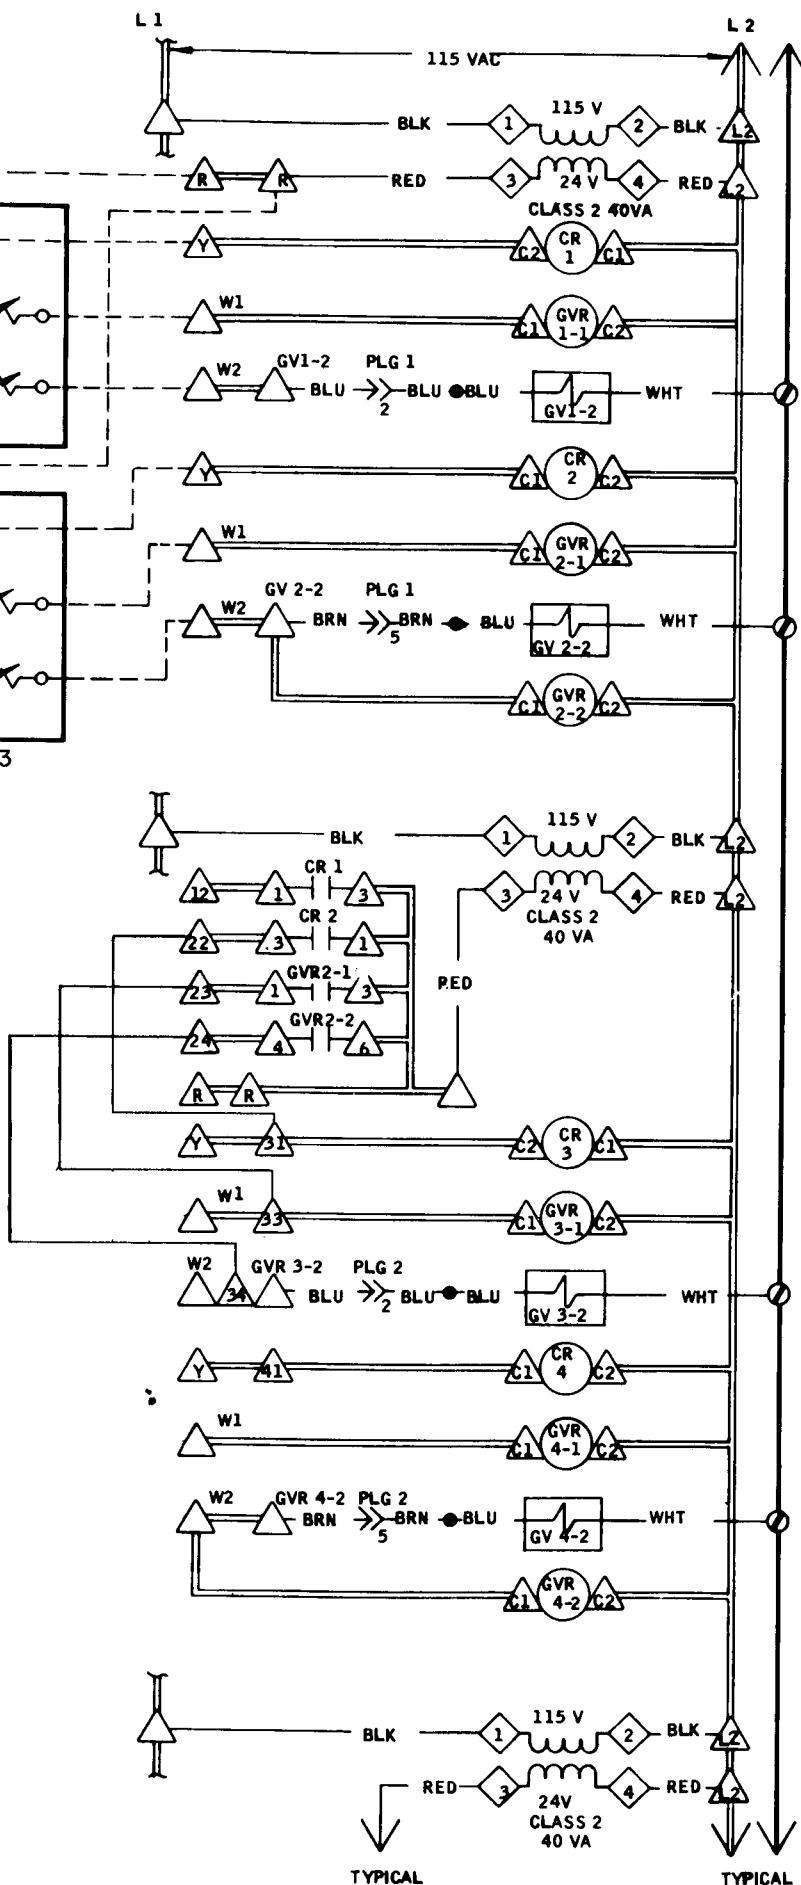 L 1 L 2
115 VAC
115 V
BLK 1 2 BLK L2
R R RED 3 4 RED L2
24 V
CLASS 2 40VA
Y C2 CR 1 C1
W1 C1 GVR 1-1 C2
W2 GV1-2 BLU PLG 1 2 BLU BLU GV1-2 WHT
Y C1 CR 2 C2
W1 C1 GVR 2-1 C2
W2 GV 2-2 BRN PLG 1 5 BRN BLU GV 2-2 WHT
C1 GVR 2-2 C2
3
115 V
BLK 1 2 BLK L2
3 4 RED L2
24 V
CLASS 2
40 VA
12 1 CR 1 3
22 3 CR 2 1
23 1 GVR2-1 3
RED
24 4 GVR2-2 6
R R
Y 31 C2 CR 3 C1
W1 33 C1 GVR 3-1 C2
W2 34 GVR 3-2 BLU PLG 2 2 BLU BLU GV 3-2 WHT
Y 41 C1 CR 4 C2
W1 C1 GVR 4-1 C2
W2 GVR 4-2 BRN PLG 2 5 BRN BLU GV 4-2 WHT
C1 GVR 4-2 C2
115 V
BLK 1 2 BLK L2
RED 3 4 RED L2
24V
CLASS 2
40 VA
TYPICAL TYPICAL